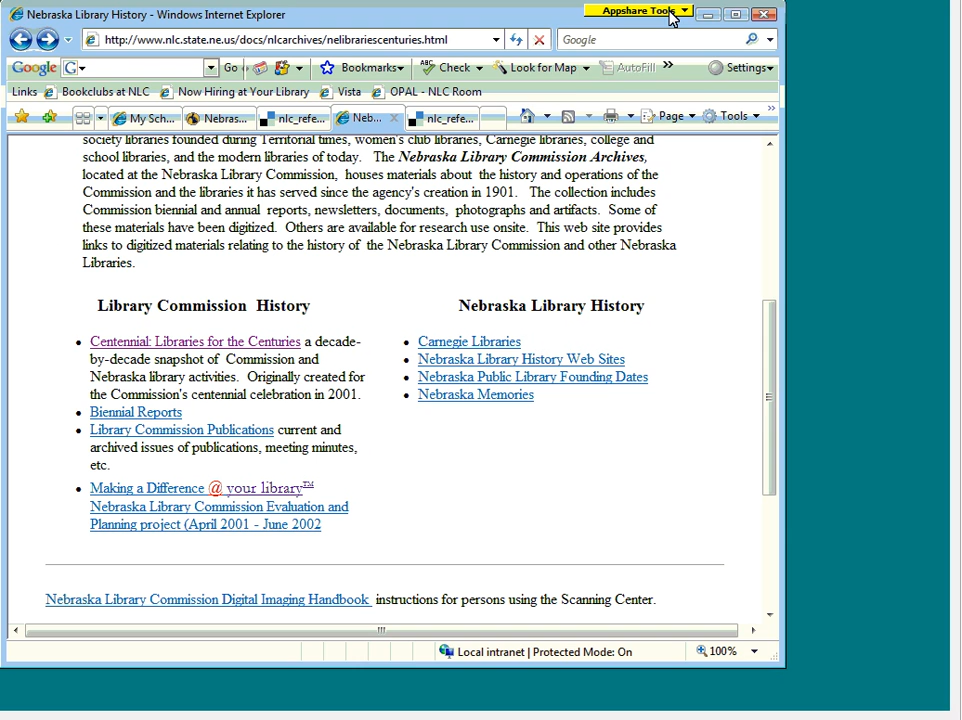 Nebraska Library History - Windows Internet Explorer
Appshare Tools
http://www.nlc.state.ne.us/docs/nlcarchives/nelibrariescenturies.html
Google
Google
G
Go
Bookmarks
ABC
Check
Look for Map
AutoFill
Settings
Links
Bookclubs at NLC
Now Hiring at Your Library
Vista
OPAL - NLC Room
My Sch...
Nebras...
nlc_refe...
Neb...
nlc_refe...
Page
Tools
society libraries founded during Territorial times, women's club libraries, Carnegie libraries, college and
school libraries, and the modern libraries of today. The Nebraska Library Commission Archives,
located at the Nebraska Library Commission, houses materials about the history and operations of the
Commission and the libraries it has served since the agency's creation in 1901. The collection includes
Commission biennial and annual reports, newsletters, documents, photographs and artifacts. Some of
these materials have been digitized. Others are available for research use onsite. This web site provides
links to digitized materials relating to the history of the Nebraska Library Commission and other Nebraska
Libraries.
Library Commission History
Centennial: Libraries for the Centuries a decade-
by-decade snapshot of Commission and
Nebraska library activities. Originally created for
the Commission's centennial celebration in 2001.
Biennial Reports
Library Commission Publications current and
archived issues of publications, meeting minutes,
etc.
Making a Difference @ your library™
Nebraska Library Commission Evaluation and
Planning project (April 2001 - June 2002
Nebraska Library History
Carnegie Libraries
Nebraska Library History Web Sites
Nebraska Public Library Founding Dates
Nebraska Memories
Nebraska Library Commission Digital Imaging Handbook instructions for persons using the Scanning Center.
Local intranet | Protected Mode: On
100%